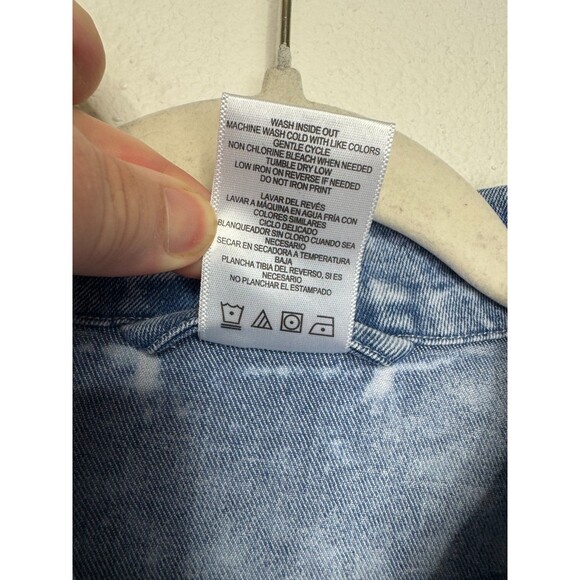 WASH INSIDE OUT
MACHINE WASH COLD WITH LIKE COLORS
GENTLE CYCLE
NON CHLORINE BLEACH WHEN NEEDED
TUMBLE DRY LOW
LOW IRON ON REVERSE IF NEEDED
DO NOT IRON PRINT
LAVAR DEL REVÉS
LAVAR A MÁQUINA EN AGUA FRÍA CON
COLORES SIMILARES
CICLO DELICADO
BLANQUEADOR SIN CLORO CUANDO SEA
NECESARIO
SECAR EN SECADORA A TEMPERATURA
BAJA
PLANCHA TIBIA DEL REVERSO, SI ES
NECESARIO
NO PLANCHAR EL ESTAMPADO